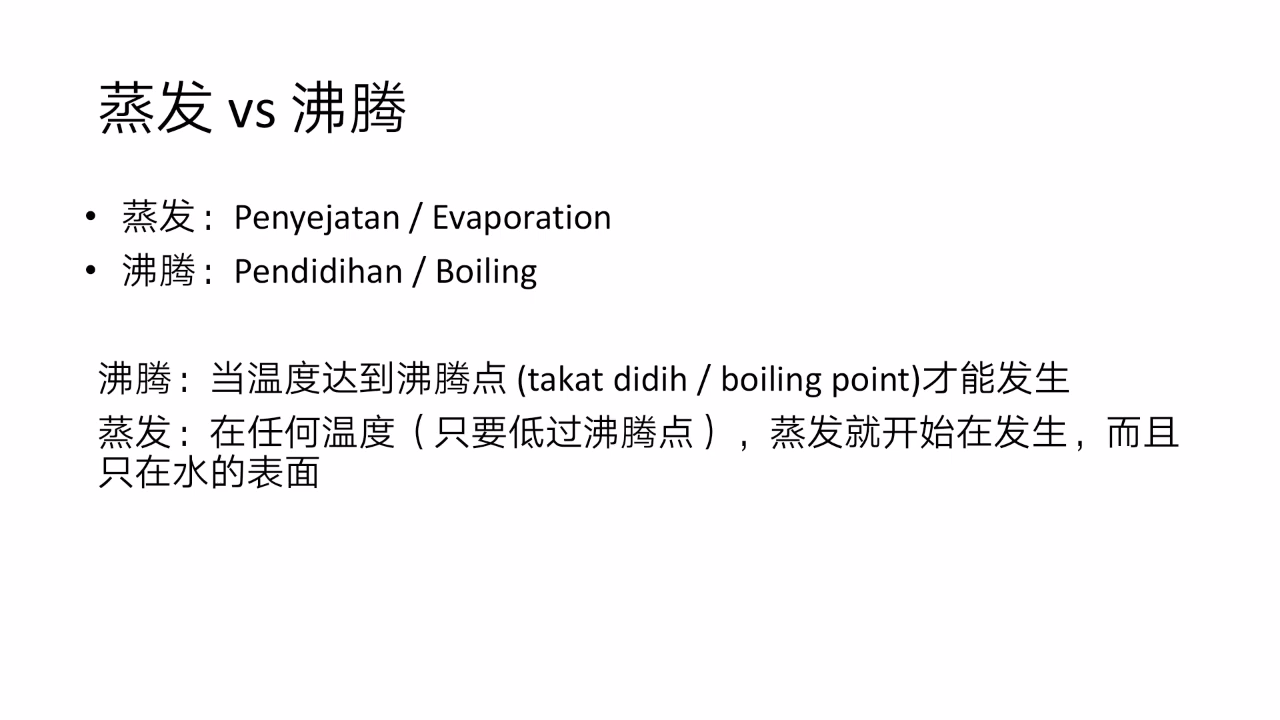 蒸发 vs 沸腾
• 蒸发：Penyejatan / Evaporation
• 沸腾：Pendidihan / Boiling
沸腾：当温度达到沸腾点 (takat didih / boiling point)才能发生
蒸发：在任何温度（只要低过沸腾点），蒸发就开始在发生，而且
只在水的表面